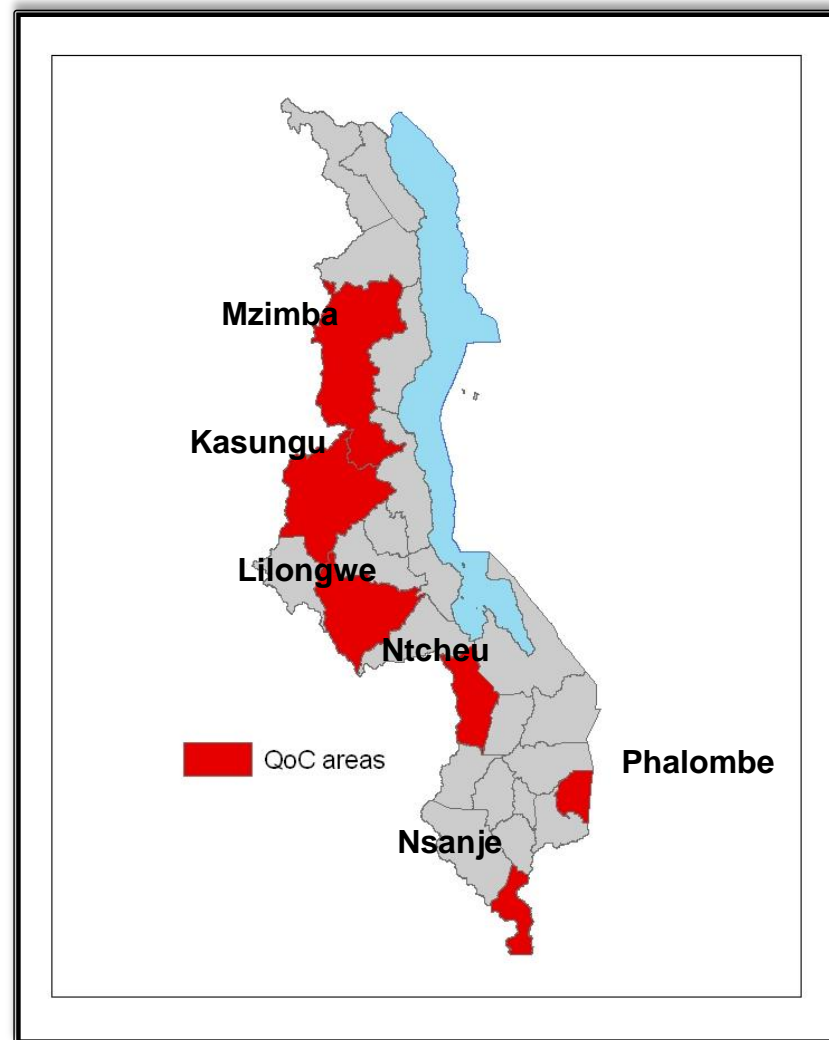 Mzimba
Kasungu
Lilongwe
Ntcheu
QoC areas
Phalombe
Nsanje